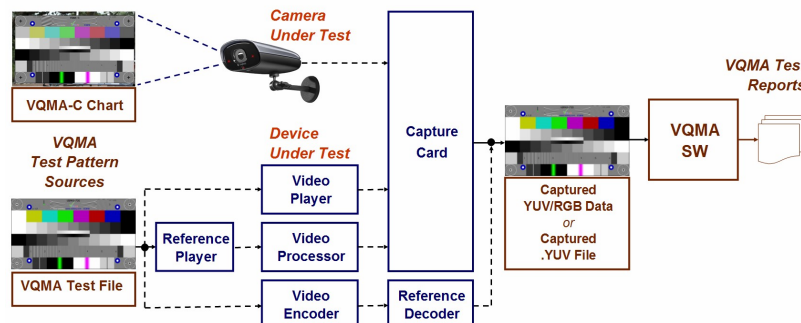 VQMA-C Chart
Camera
Under Test
VQMA
Test Pattern
Sources
VQMA Test File
Reference
Player
Device
Under Test
Video
Player
Video
Processor
Video
Encoder
Capture
Card
Reference
Decoder
Captured
YUV/RGB Data
or
Captured
.YUV File
VQMA
SW
VQMA Test
Reports